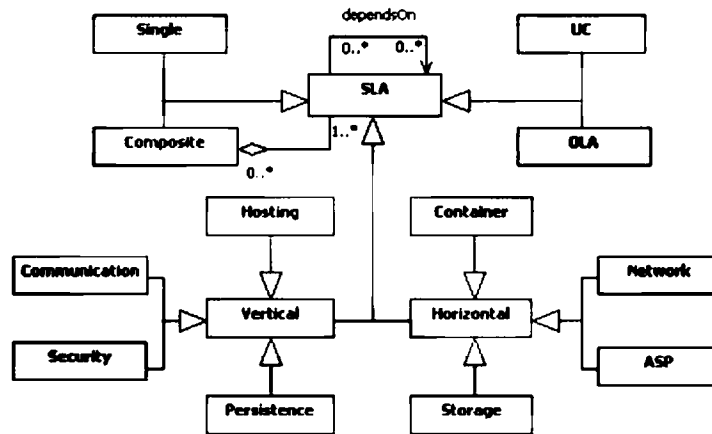 dependsOn
Single
0..*
0..*
UC
SLA
Composite
1..*
OLA
0..*
Hosting
Container
Communication
Network
Vertical
Horizontal
Security
ASP
Persistence
Storage